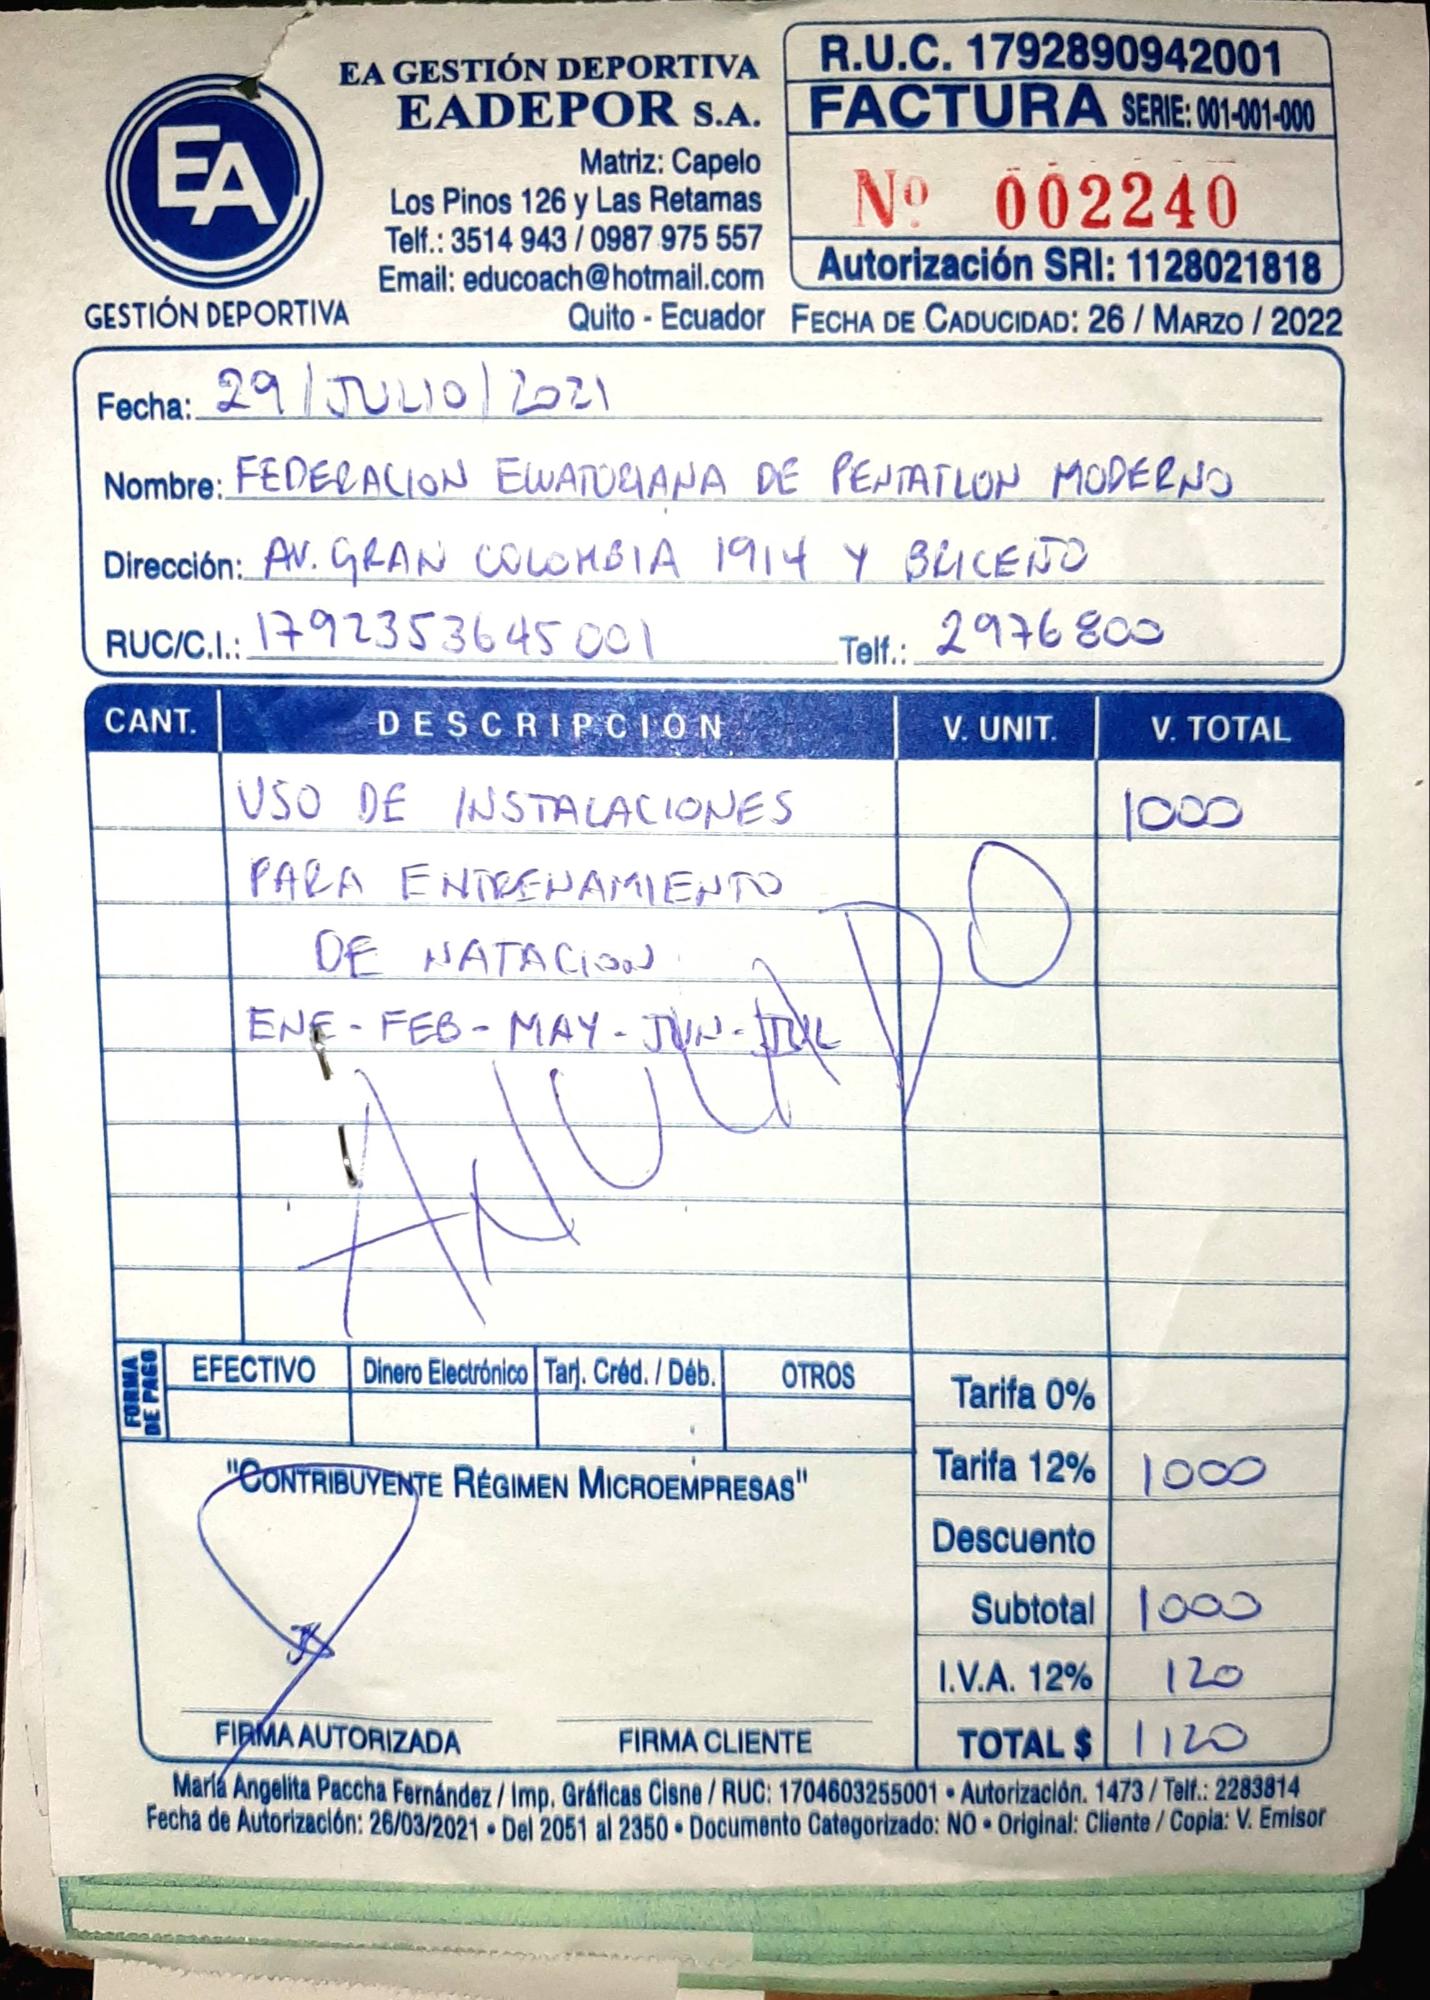 EA
GESTIÓN DEPORTIVA
EA GESTIÓN DEPORTIVA
EADEPOR S.A.
Matriz: Capelo
Los Pinos 126 y Las Retamas
Telf.: 3514 943 / 0987 975 557
Email: educoach@hotmail.com
Quito - Ecuador
R.U.C. 1792890942001
FACTURA SERIE: 001-001-000
Nº 002240
Autorización SRI: 1128021818
FECHA DE CADUCIDAD: 26 / MARZO / 2022
Fecha: 29 / JULIO / 2021
Nombre: FEDERACION ECUATORIANA DE PENTATLON MODERNO
Dirección: AV. GRAN COLOMBIA 1914 Y BRICEÑO
RUC/C.I.: 1792353645001 Telf.: 2976800
CANT. DESCRIPCIÓN V. UNIT. V. TOTAL
USO DE INSTALACIONES 1000
PARA ENTRENAMIENTO
DE NATACION
ENE - FEB - MAY - JUN - JUL
ANULADO
FORMA DE PAGO
EFECTIVO Dinero Electrónico Tarj. Créd. / Déb. OTROS
Tarifa 0%
Tarifa 12% 1000
Descuento
Subtotal 1000
I.V.A. 12% 120
TOTAL $ 1120
"CONTRIBUYENTE RÉGIMEN MICROEMPRESAS"
FIRMA AUTORIZADA FIRMA CLIENTE
María Angelita Paccha Fernández / Imp. Gráficas Cisne / RUC: 1704603255001 • Autorización. 1473 / Telf.: 2283814
Fecha de Autorización: 26/03/2021 • Del 2051 al 2350 • Documento Categorizado: NO • Original: Cliente / Copia: V. Emisor